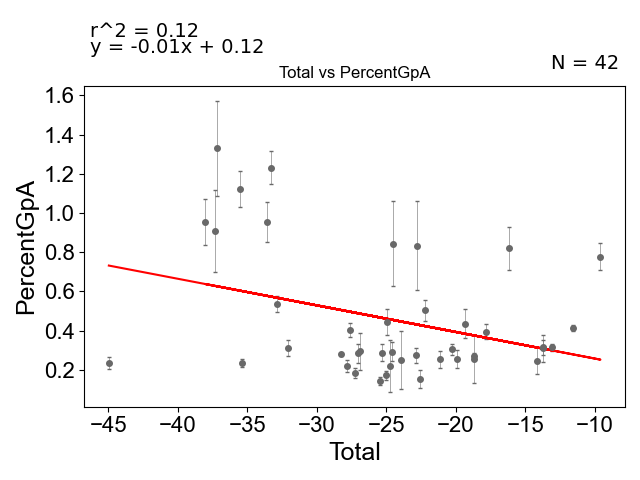 r^2 = 0.12
y = -0.01x + 0.12
N = 42
Total vs PercentGpA
PercentGpA
1.6
1.4
1.2
1.0
0.8
0.6
0.4
0.2
−45 −40 −35 −30 −25 −20 −15 −10
Total